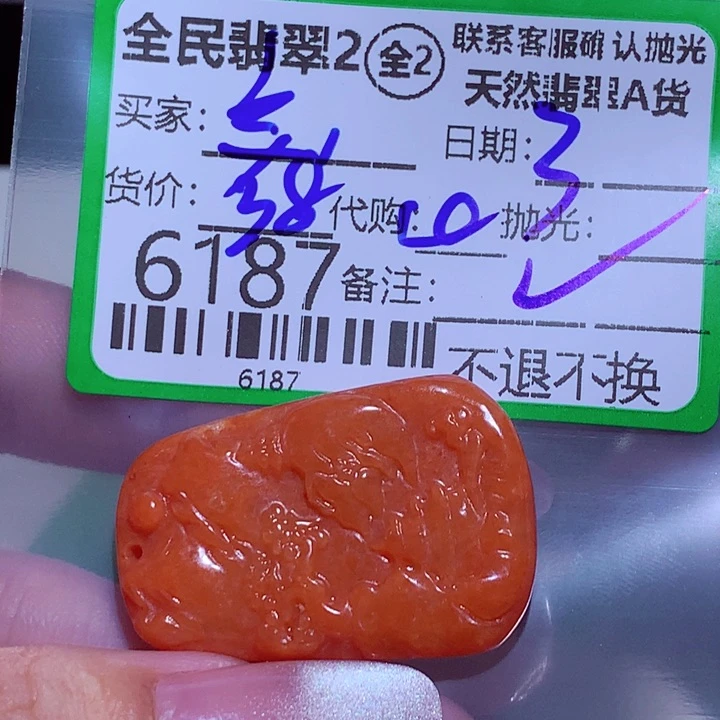 全民翡翠2 全2 联系客服确认抛光
天然翡翠A货
买家:
日期:
货价:
代购: 抛光:
6187 备注:
6187
不退不换